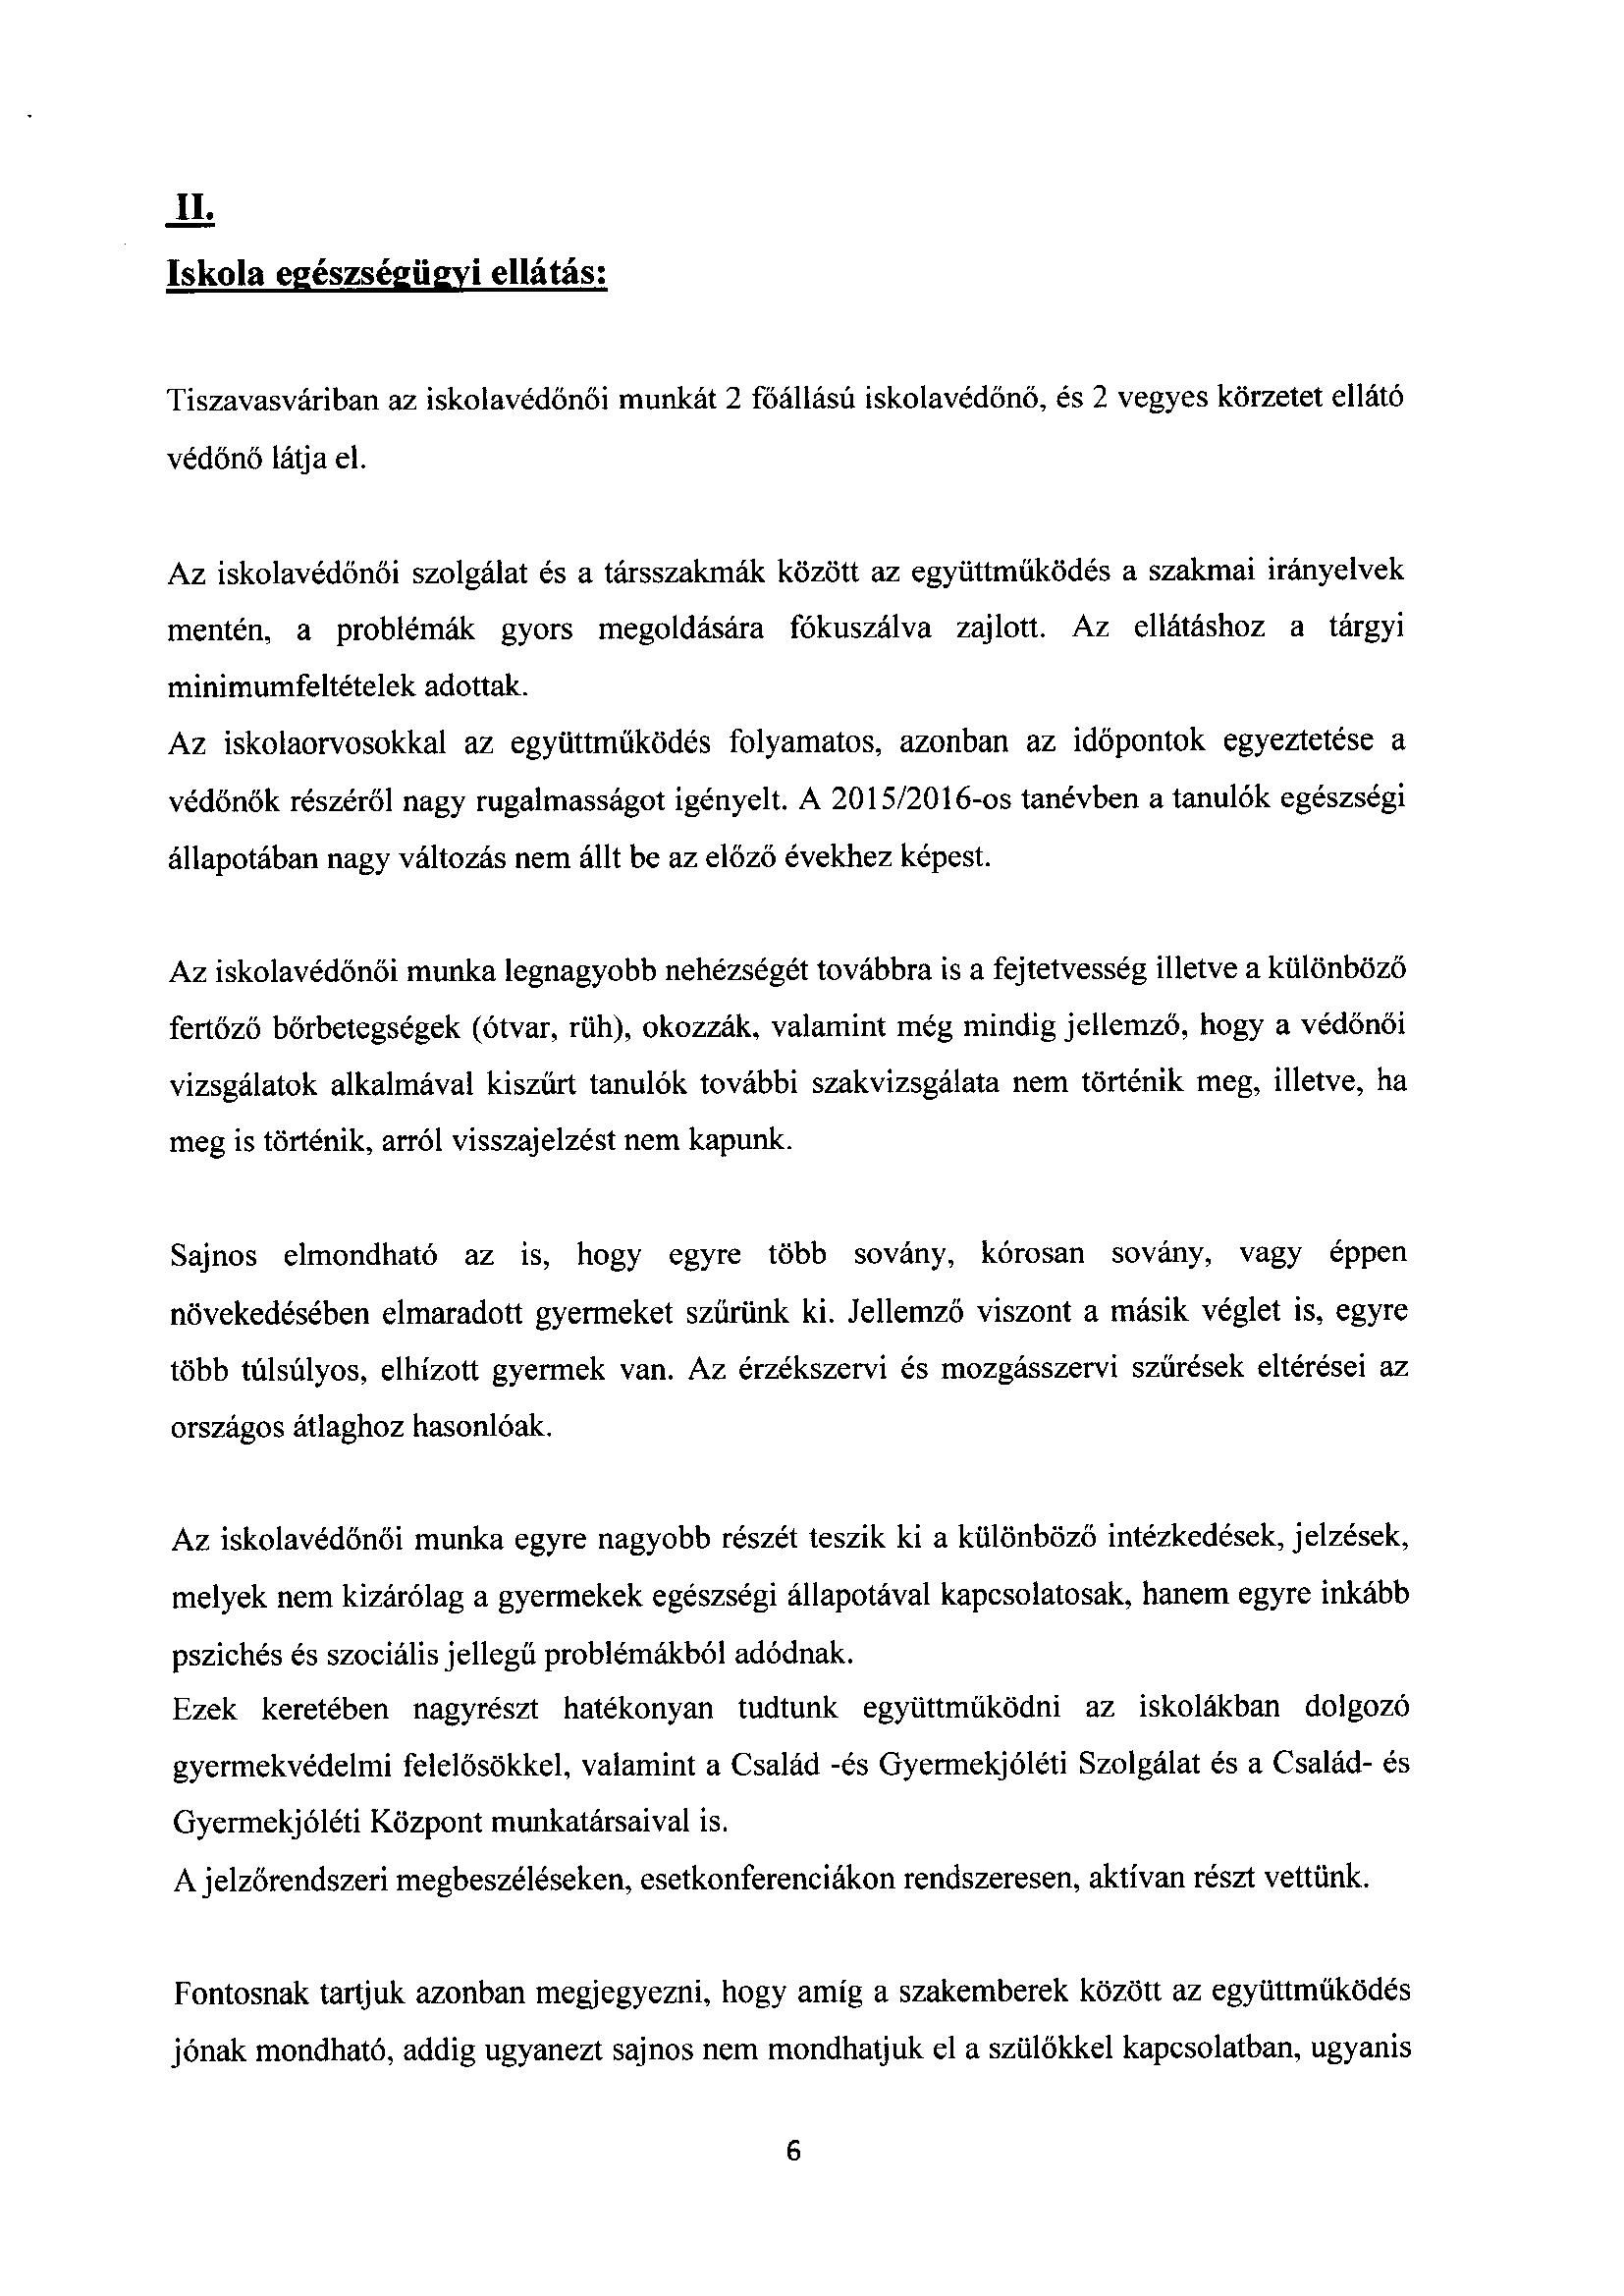 II.
Iskola egészségügyi ellátás:
Tiszavasváriban az iskolavédőnői munkát 2 főállású iskolavédőnő, és 2 vegyes körzetet ellátó
védőnő látja el.
Az iskolavédőnői szolgálat és a társszakmák között az együttműködés a szakmai irányelvek
mentén, a problémák gyors megoldására fókuszálva zajlott. Az ellátáshoz a tárgyi
minimumfeltételek adottak.
Az iskolaorvosokkal az együttműködés folyamatos, azonban az időpontok egyeztetése a
védőnők részéről nagy rugalmasságot igényelt. A 2015/2016-os tanévben a tanulók egészségi
állapotában nagy változás nem állt be az előző évekhez képest.
Az iskolavédőnői munka legnagyobb nehézségét továbbra is a fejtetvesség illetve a különböző
fertőző bőrbetegségek (ótvar, rüh), okozzák, valamint még mindig jellemző, hogy a védőnői
vizsgálatok alkalmával kiszűrt tanulók további szakvizsgálata nem történik meg, illetve, ha
meg is történik, arról visszajelzést nem kapunk.
Sajnos elmondható az is, hogy egyre több sovány, kórosan sovány, vagy éppen
növekedésében elmaradott gyermeket szűrünk ki. Jellemző viszont a másik véglet is, egyre
több túlsúlyos, elhízott gyermek van. Az érzékszervi és mozgásszervi szűrések eltérései az
országos átlaghoz hasonlóak.
Az iskolavédőnői munka egyre nagyobb részét teszik ki a különböző intézkedések, jelzések,
melyek nem kizárólag a gyermekek egészségi állapotával kapcsolatosak, hanem egyre inkább
pszichés és szociális jellegű problémákból adódnak.
Ezek keretében nagyrészt hatékonyan tudtunk együttműködni az iskolákban dolgozó
gyermekvédelmi felelősökkel, valamint a Család -és Gyermekjóléti Szolgálat és a Család- és
Gyermekjóléti Központ munkatársaival is.
A jelzőrendszeri megbeszéléseken, esetkonferenciákon rendszeresen, aktívan részt vettünk.
Fontosnak tartjuk azonban megjegyezni, hogy amíg a szakemberek között az együttműködés
jónak mondható, addig ugyanezt sajnos nem mondhatjuk el a szülőkkel kapcsolatban, ugyanis
6